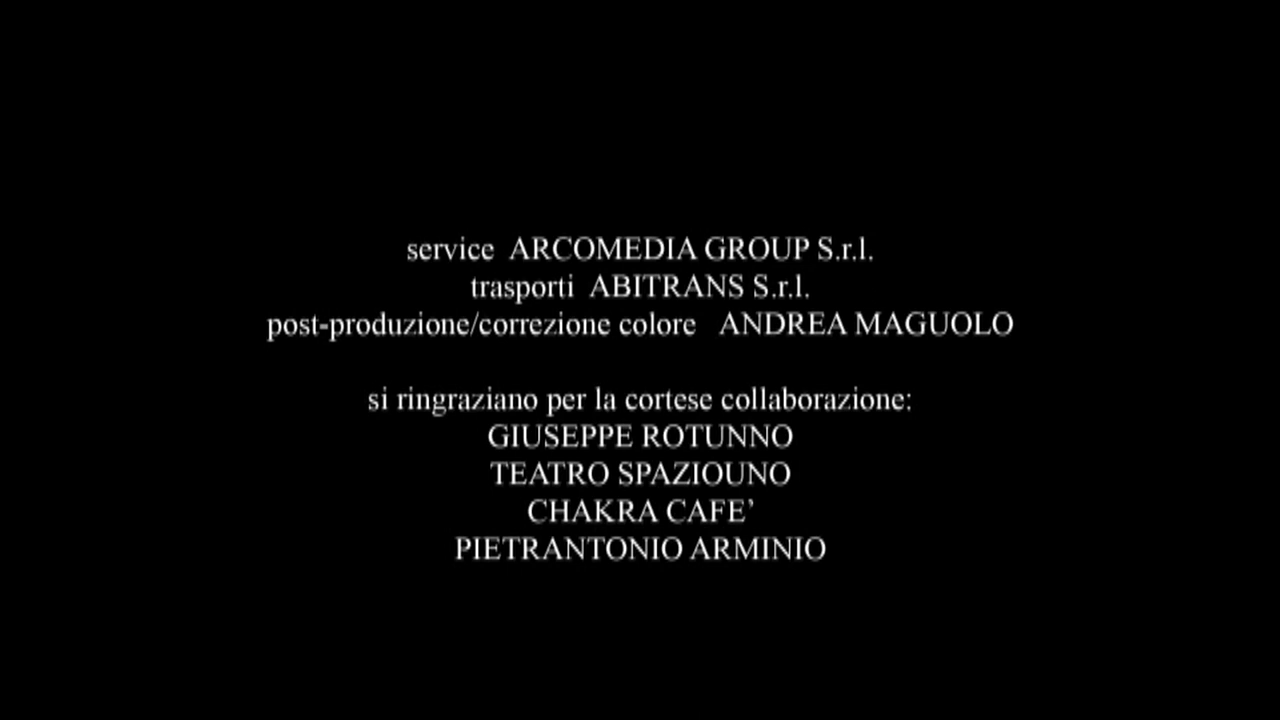 service ARCOMEDIA GROUP S.r.l.
trasporti ABITRANS S.r.l.
post-produzione/correzione colore ANDREA MAGUOLO
si ringraziano per la cortese collaborazione:
GIUSEPPE ROTUNNO
TEATRO SPAZIOUNO
CHAKRA CAFE’
PIETRANTONIO ARMINIO